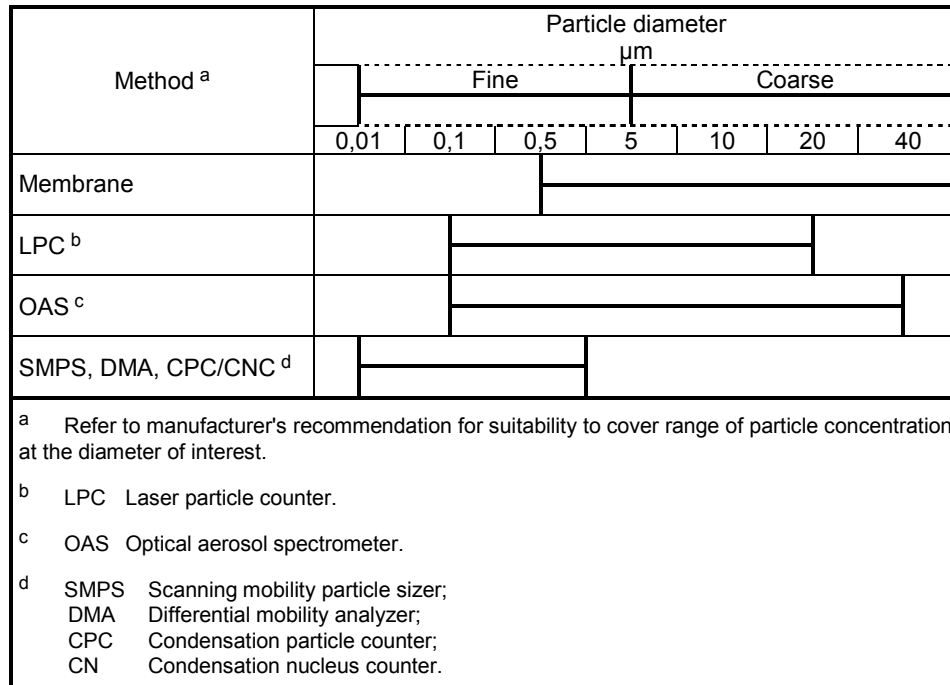 Particle diameter
µm
Method a
Fine Coarse
0,01 0,1 0,5 5 10 20 40
Membrane
LPC b
OAS c
SMPS, DMA, CPC/CNC d
a Refer to manufacturer's recommendation for suitability to cover range of particle concentration
at the diameter of interest.
b LPC Laser particle counter.
c OAS Optical aerosol spectrometer.
d SMPS Scanning mobility particle sizer;
DMA Differential mobility analyzer;
CPC Condensation particle counter;
CN Condensation nucleus counter.